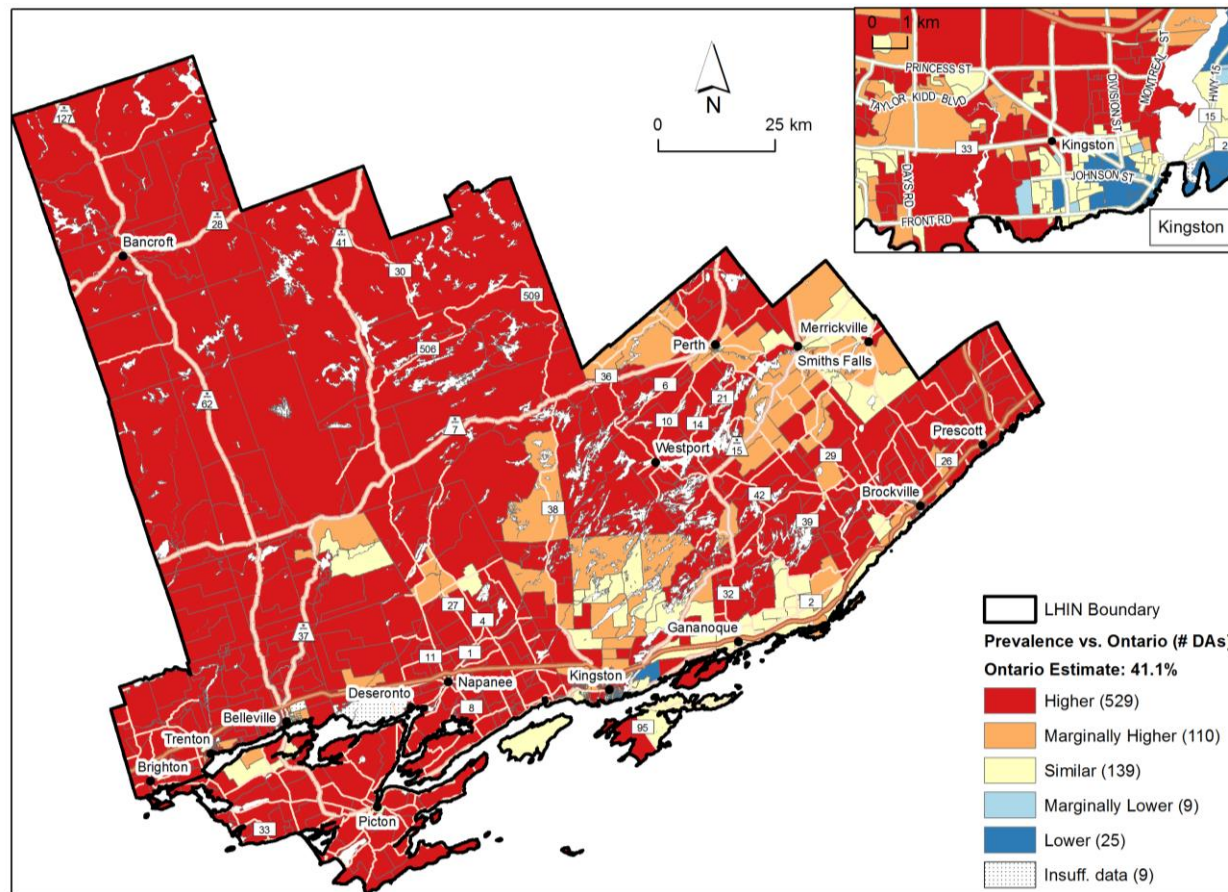 0 1 km
PRINCESS ST
TAYLOR KIDD BLVD
DIVISION ST
MONTREAL ST
HWY 15
15
2
33
Kingston
JOHNSON ST
DAYS RD
FRONT RD
Kingston
N
0 25 km
127
28
Bancroft
41
30
509
506
62
7
36
Perth
Merrickville
Smiths Falls
6
21
10
14
Westport
15
29
Prescott
26
Brockville
42
39
38
37
27
4
1
11
32
2
Gananoque
Kingston
Napanee
8
Deseronto
Belleville
Trenton
Brighton
95
Picton
33
LHIN Boundary
Prevalence vs. Ontario (# DAs)
Ontario Estimate: 41.1%
Higher (529)
Marginally Higher (110)
Similar (139)
Marginally Lower (9)
Lower (25)
Insuff. data (9)